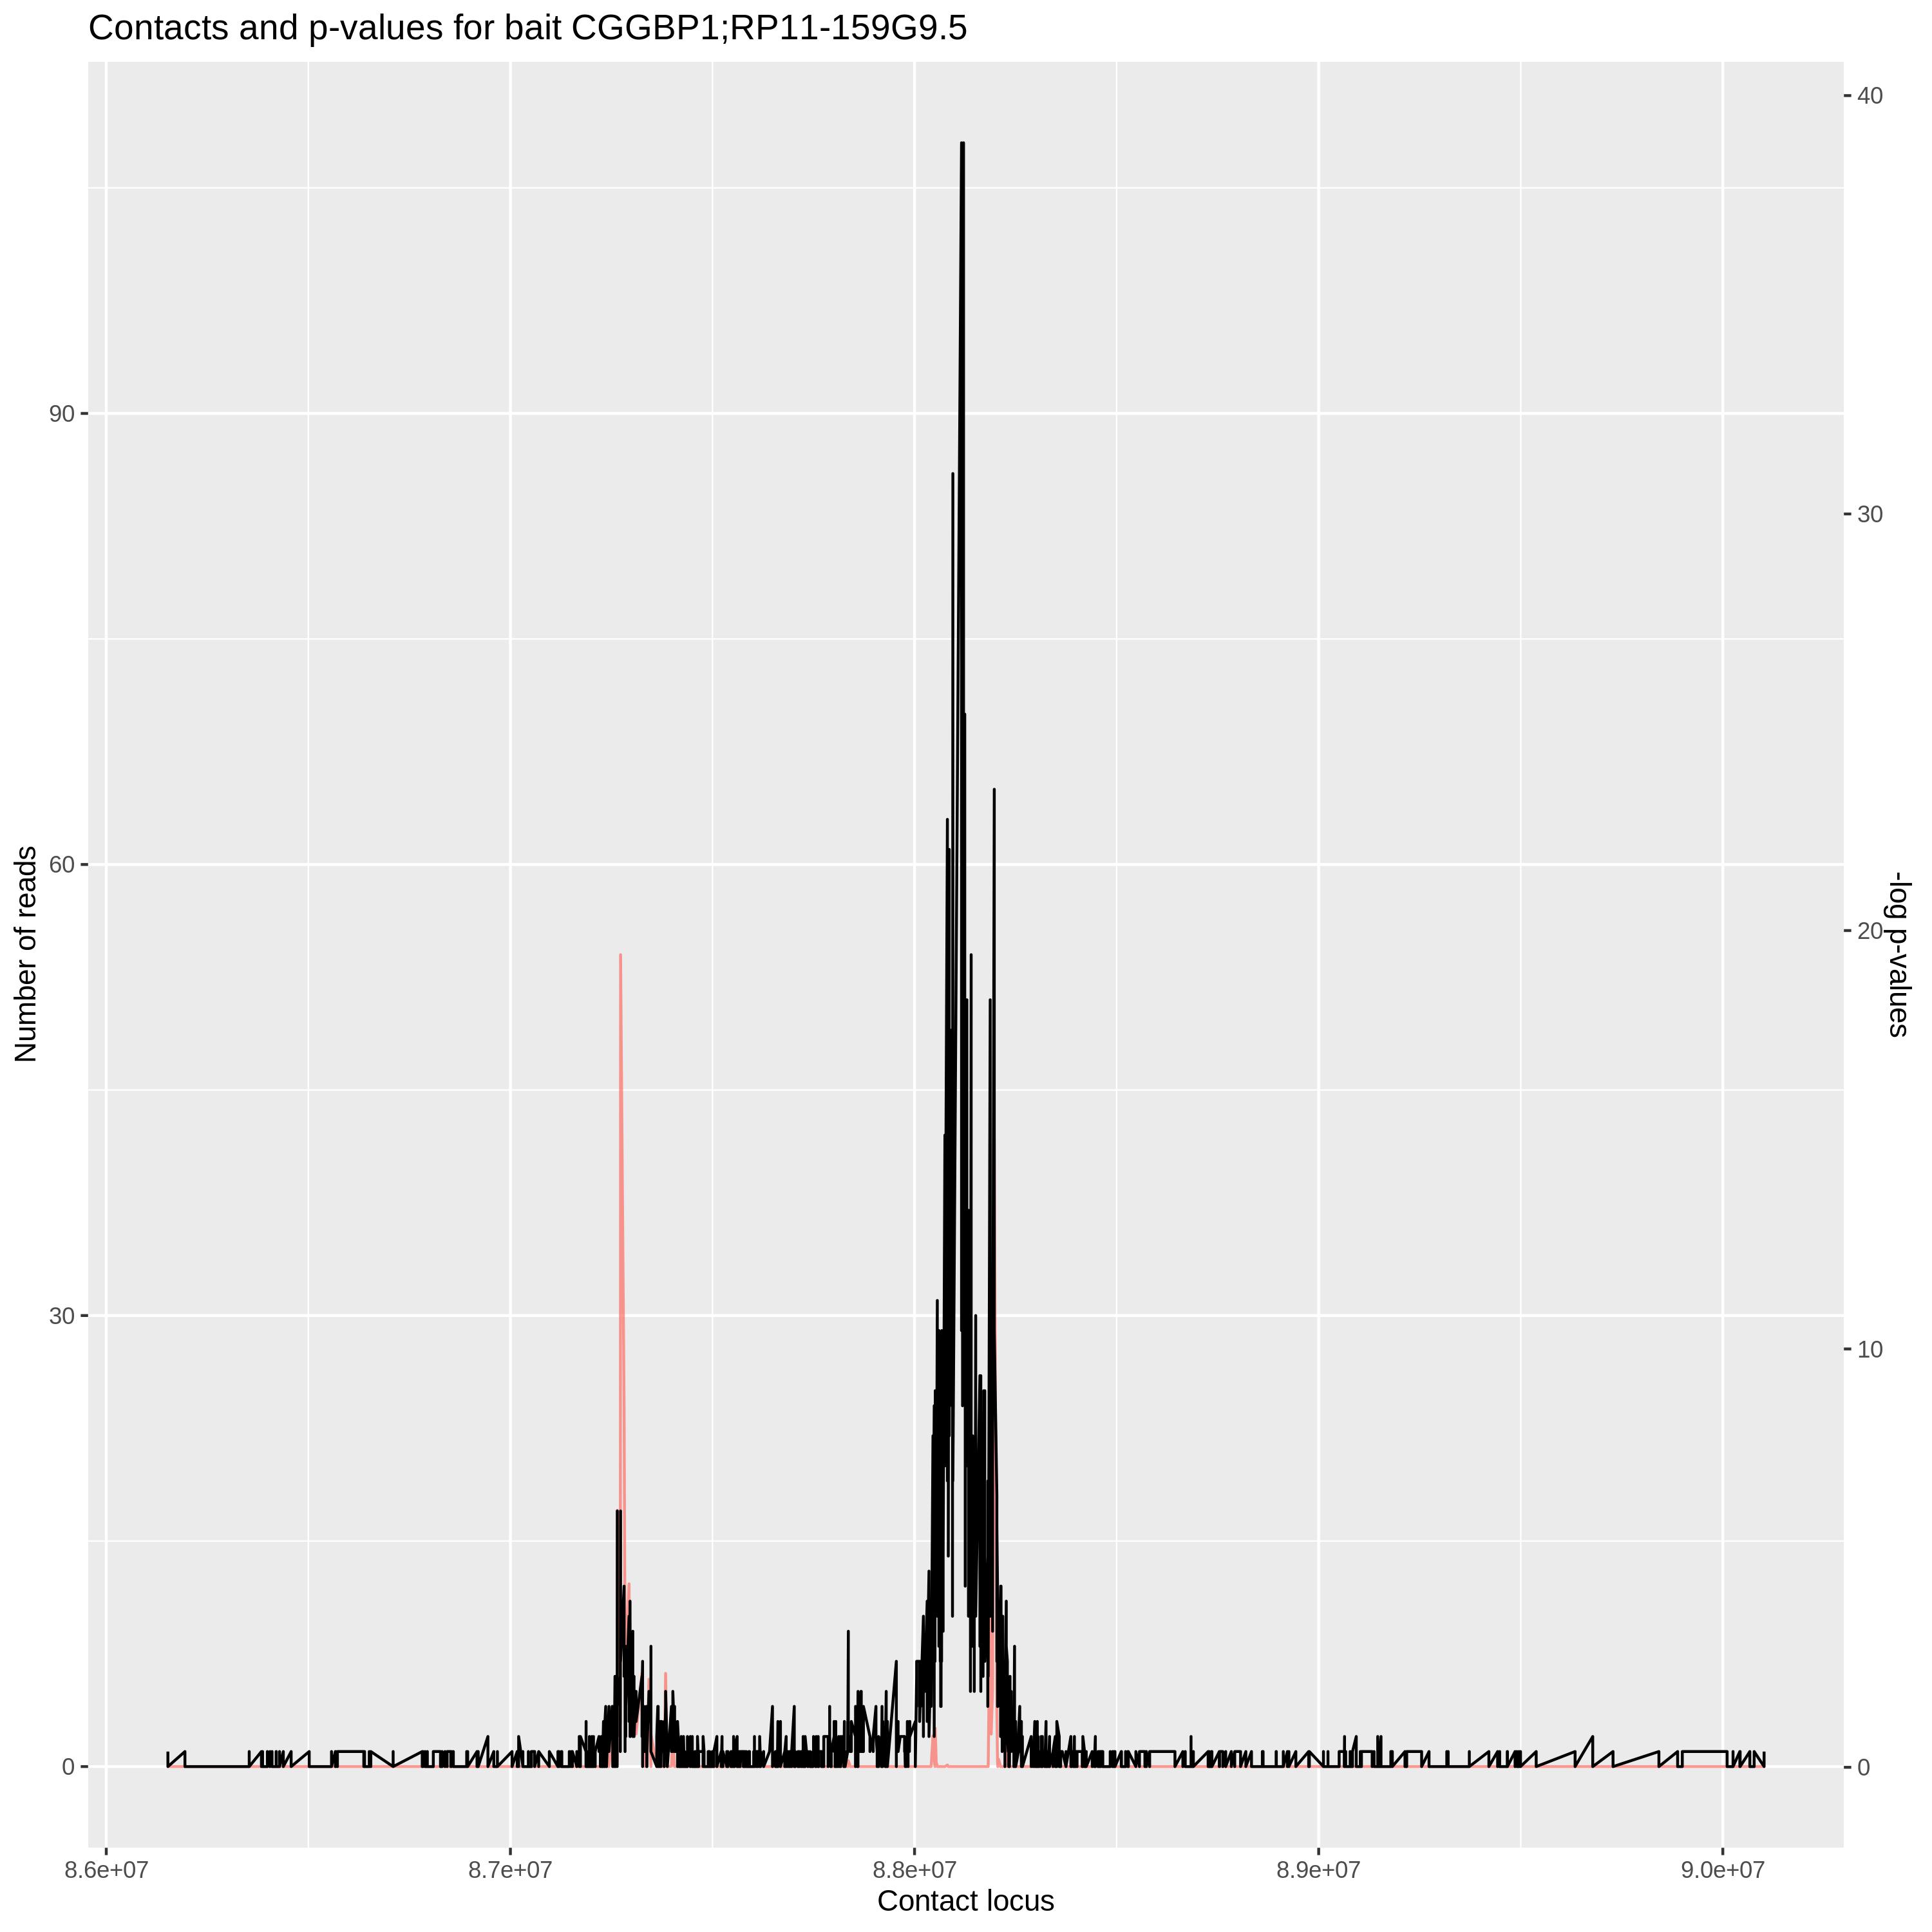 Contacts and p-values for bait CGGBP1;RP11-159G9.5
40
90
30
Number of reads
60
20
-log p-values
30
10
0
0
8.6e+07
8.7e+07
8.8e+07
8.9e+07
9.0e+07
Contact locus